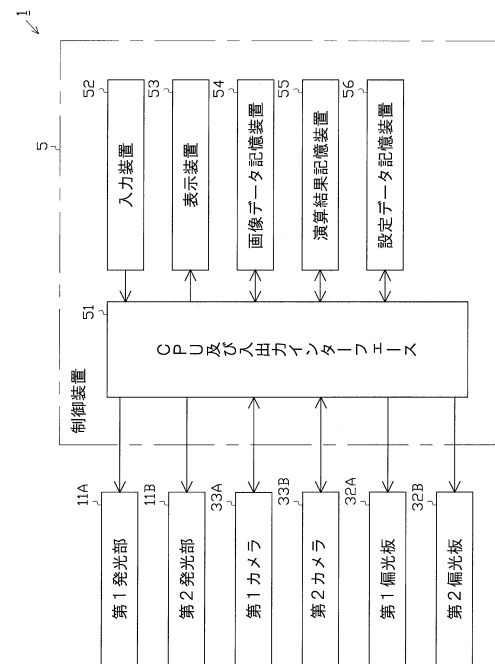 1
5
制御装置
52
入力装置
53
表示装置
54
画像データ記憶装置
55
演算結果記憶装置
56
設定データ記憶装置
51
CPU及び入出力インターフェース
11A
第1発光部
11B
第2発光部
33A
第1カメラ
33B
第2カメラ
32A
第1偏光板
32B
第2偏光板